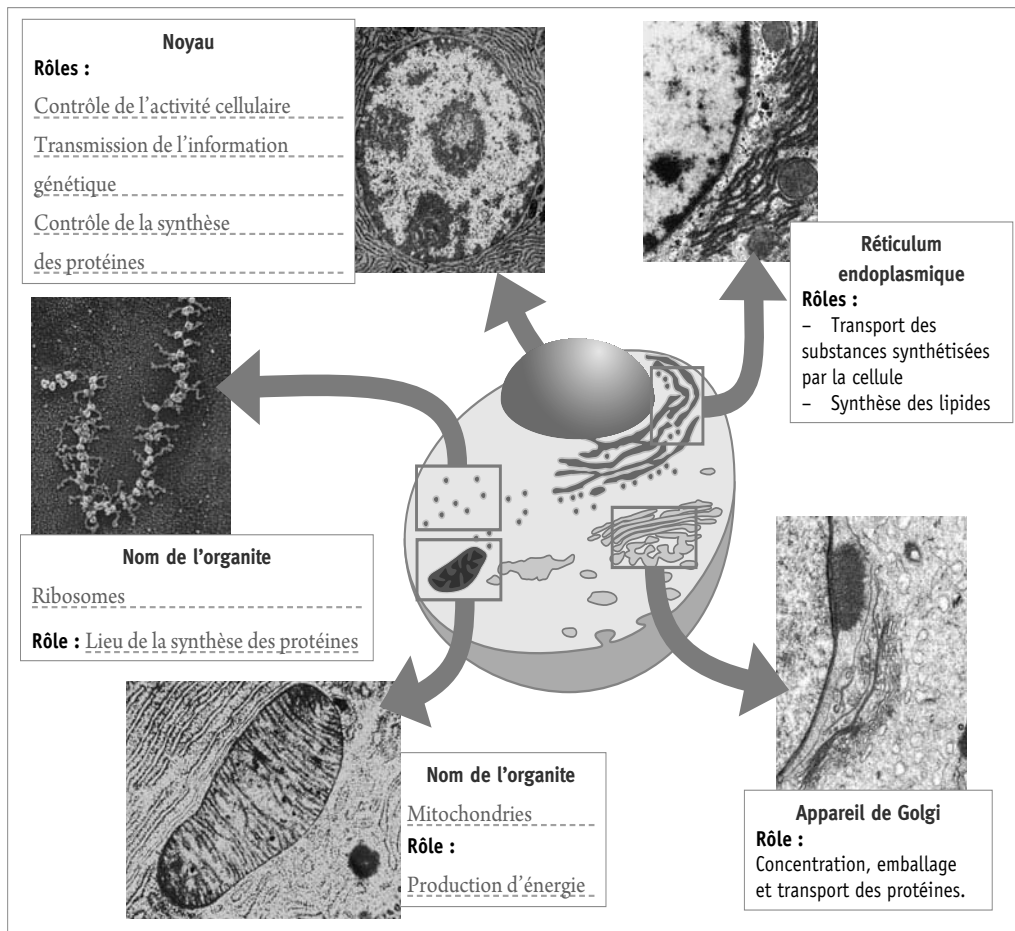 Noyau
Rôles :
Contrôle de l'activité cellulaire
Transmission de l'information
génétique
Contrôle de la synthèse
des protéines
Réticulum
endoplasmique
Rôles :
– Transport des
substances synthétisées
par la cellule
– Synthèse des lipides
Nom de l'organite
Ribosomes
Rôle : Lieu de la synthèse des protéines
Nom de l'organite
Mitochondries
Rôle :
Production d'énergie
Appareil de Golgi
Rôle :
Concentration, emballage
et transport des protéines.